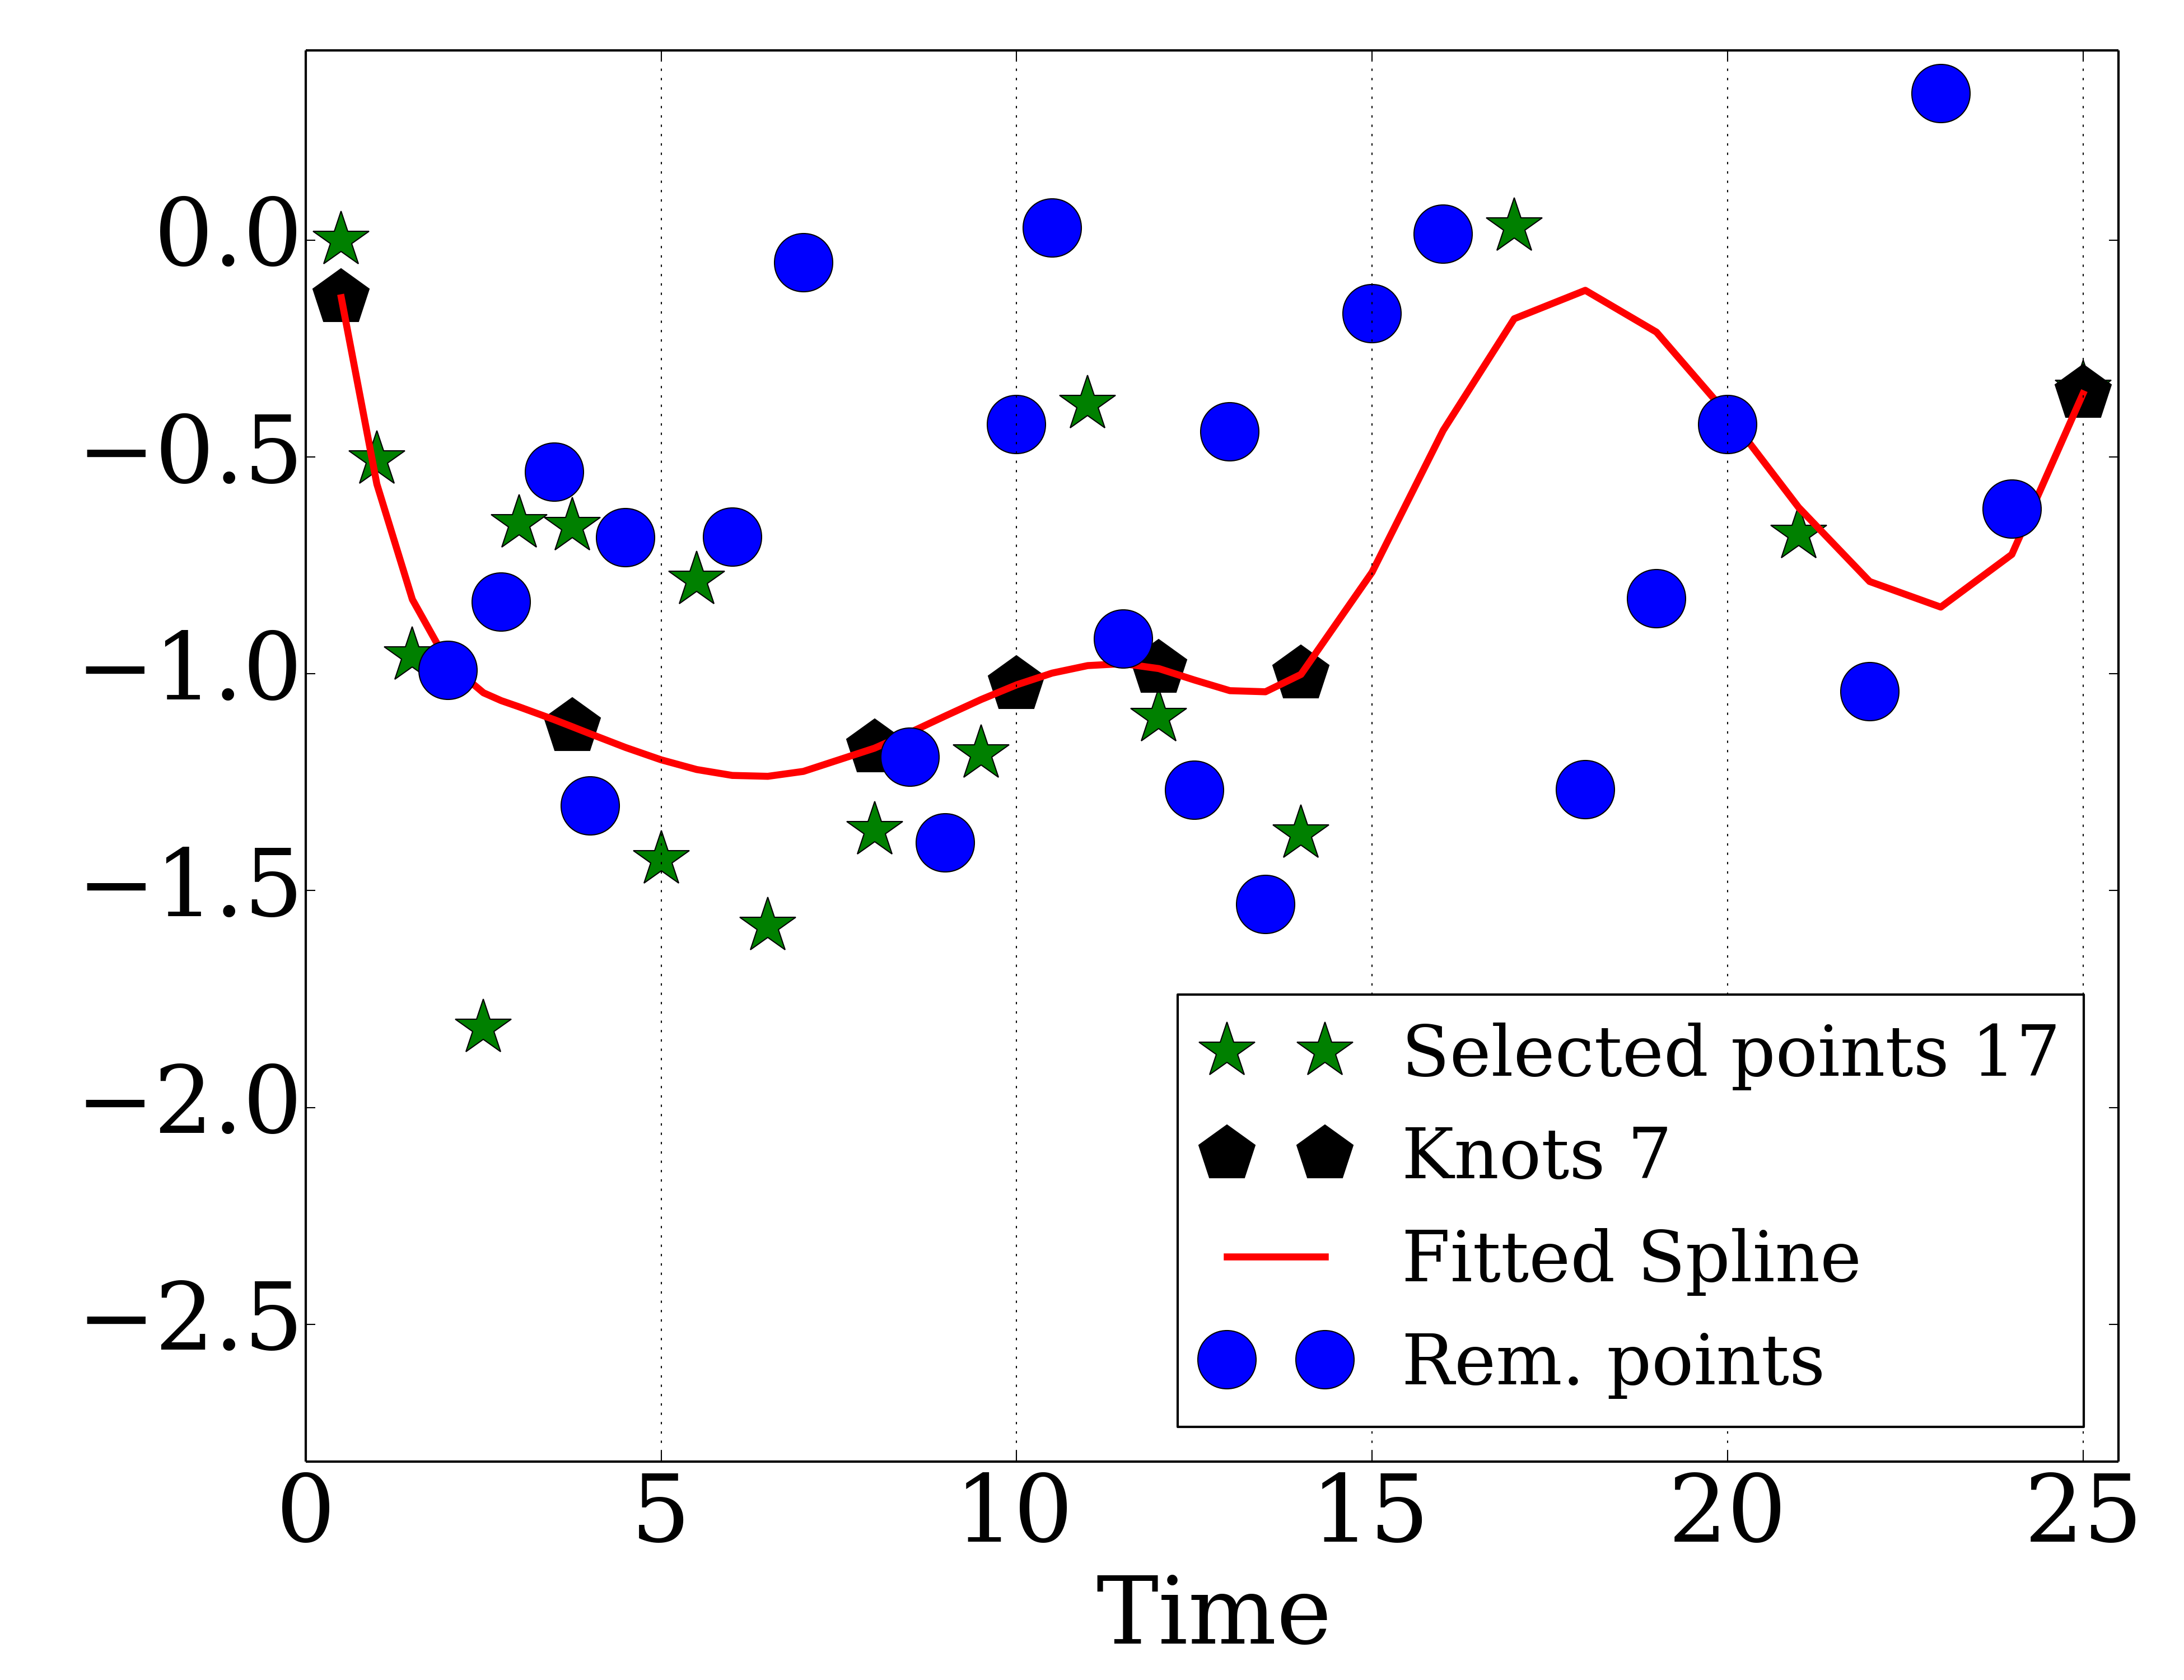 0.0
−0.5
−1.0
−1.5
−2.0
−2.5
0 5 10 15 20 25
Time
Selected points 17
Knots 7
Fitted Spline
Rem. points